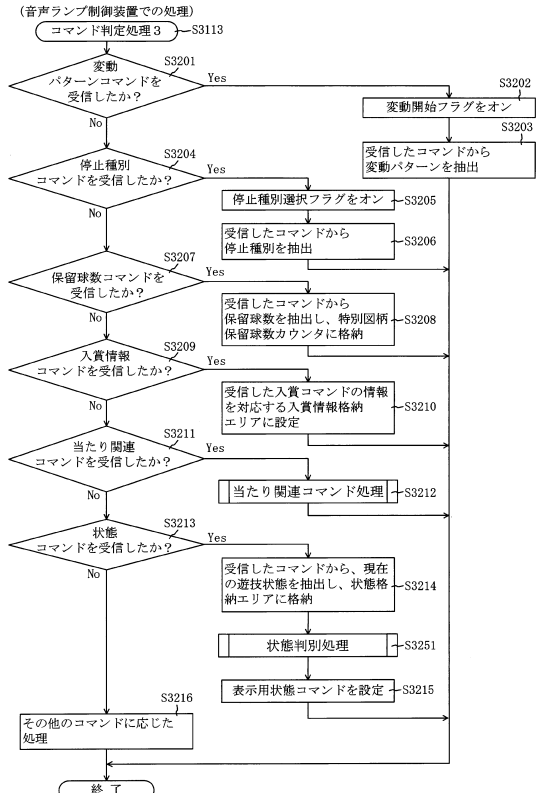 (音声ランプ制御装置での処理)
コマンド判定処理3
S3113
変動
パターンコマンドを
受信したか？
S3201
Yes
No
S3202
変動開始フラグをオン
S3203
受信したコマンドから
変動パターンを抽出
停止種別
コマンドを受信したか？
S3204
Yes
No
停止種別選択フラグをオン
S3205
受信したコマンドから
停止種別を抽出
S3206
保留球数コマンドを
受信したか？
S3207
Yes
No
受信したコマンドから
保留球数を抽出し、特別図柄
保留球数カウンタに格納
S3208
入賞情報
コマンドを受信したか？
S3209
Yes
No
受信した入賞コマンドの情報
を対応する入賞情報格納
エリアに設定
S3210
当たり関連
コマンドを受信したか？
S3211
Yes
No
当たり関連コマンド処理
S3212
状態
コマンドを受信したか？
S3213
Yes
No
受信したコマンドから、現在
の遊技状態を抽出し、状態格
納エリアに格納
S3214
状態判別処理
S3251
表示用状態コマンドを設定
S3215
S3216
その他のコマンドに応じた
処理
終了